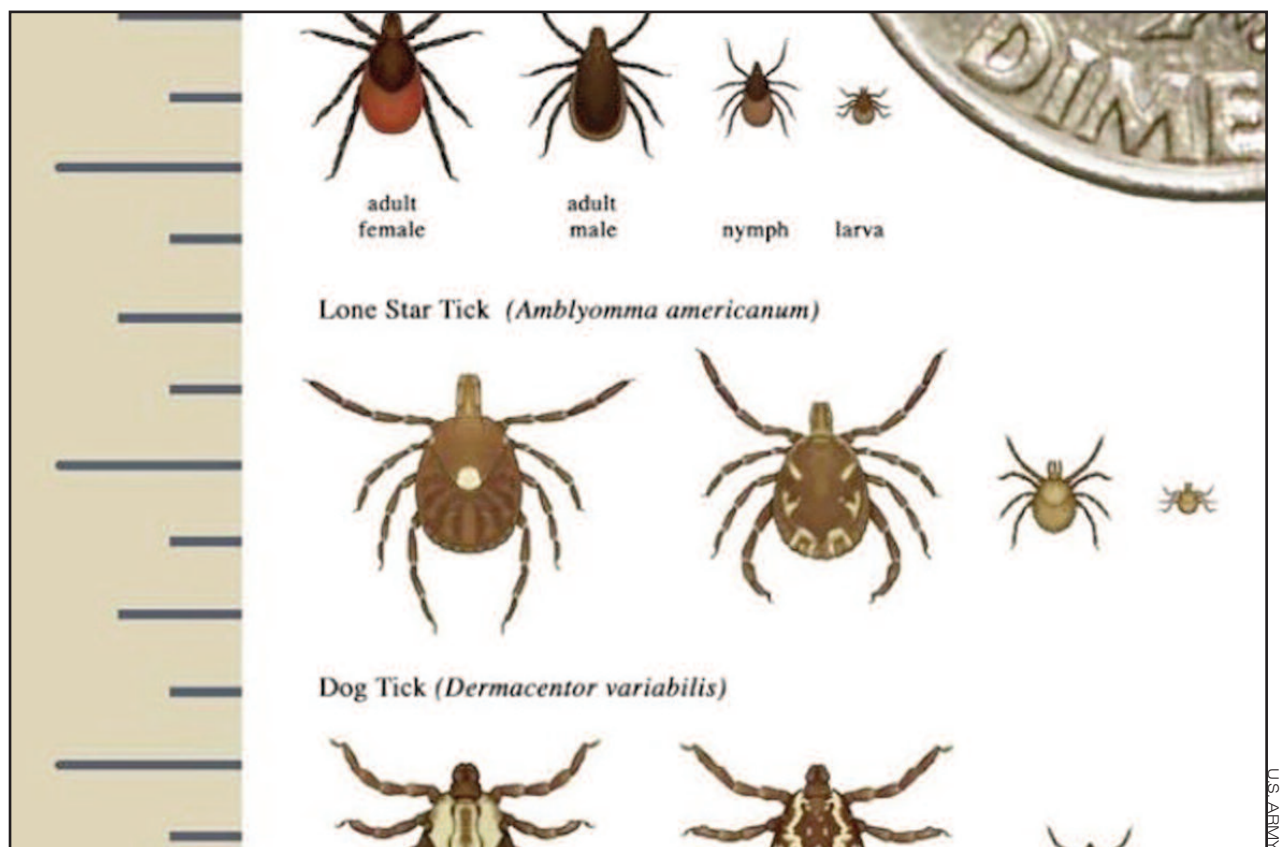 DIME
adult
female
adult
male
nymph
larva
Lone Star Tick (Amblyomma americanum)
Dog Tick (Dermacentor variabilis)
U.S. ARMY